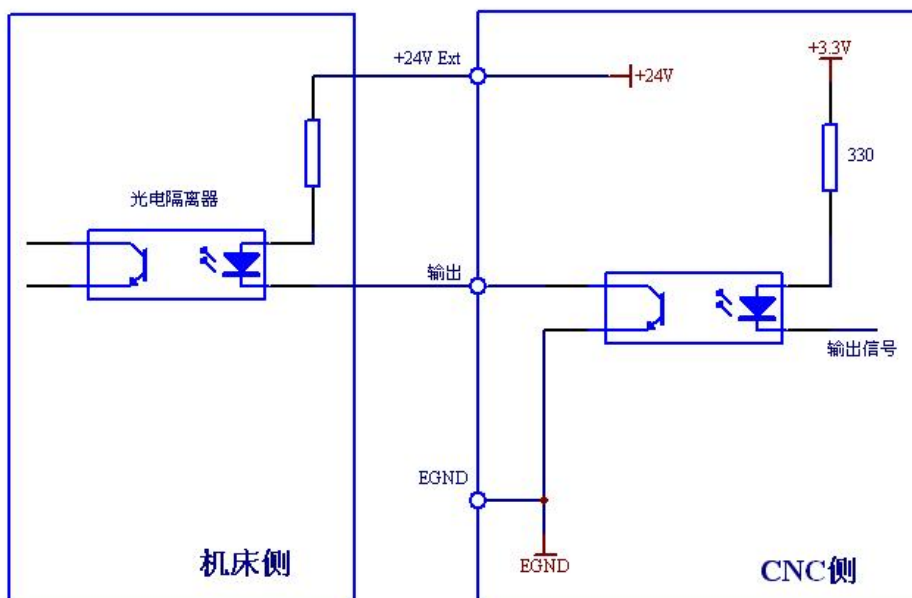 +24V Ext
+24V
+3.3V
330
光电隔离器
输出
输出信号
EGND
EGND
机床侧
CNC侧